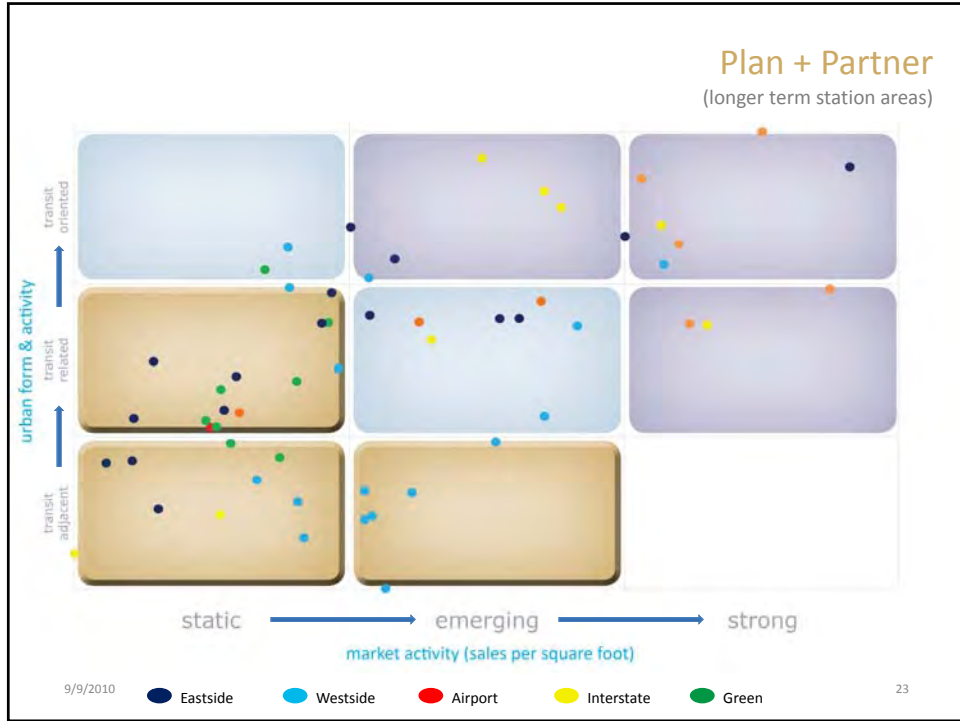 Plan + Partner
(longer term station areas)
urban form & activity
transit
oriented
transit
related
transit
adjacent
static
emerging
strong
market activity (sales per square foot)
9/9/2010
Eastside
Westside
Airport
Interstate
Green
23